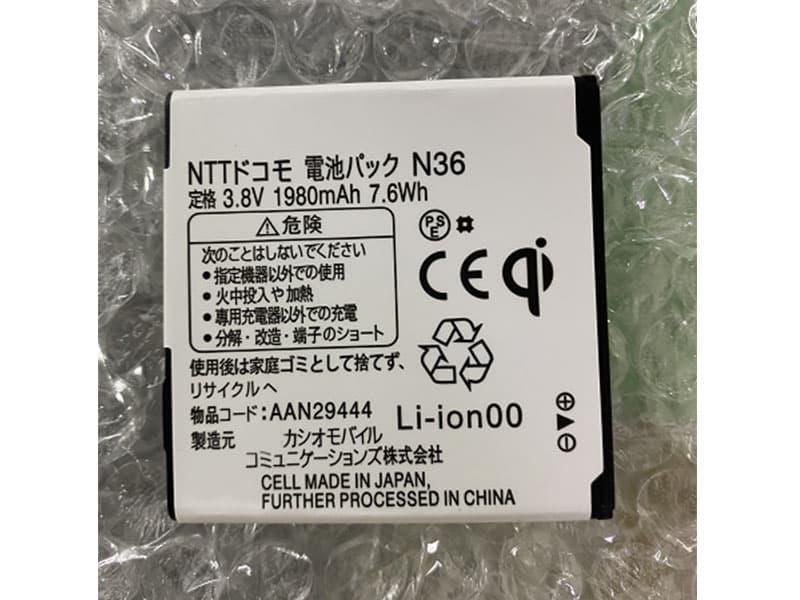 NTTドコモ 電池パック N36
定格 3.8V 1980mAh 7.6Wh
⚠危険
次のことはしないでください
●指定機器以外での使用
●火中投入や加熱
●専用充電器以外での充電
●分解・改造・端子のショート
PSE
CE qi
使用後は家庭ゴミとして捨てず、
リサイクルへ
物品コード:AAN29444
Li-ion00
製造元 カシオモバイル
コミュニケーションズ株式会社
CELL MADE IN JAPAN,
FURTHER PROCESSED IN CHINA
⊕
▶
⊖